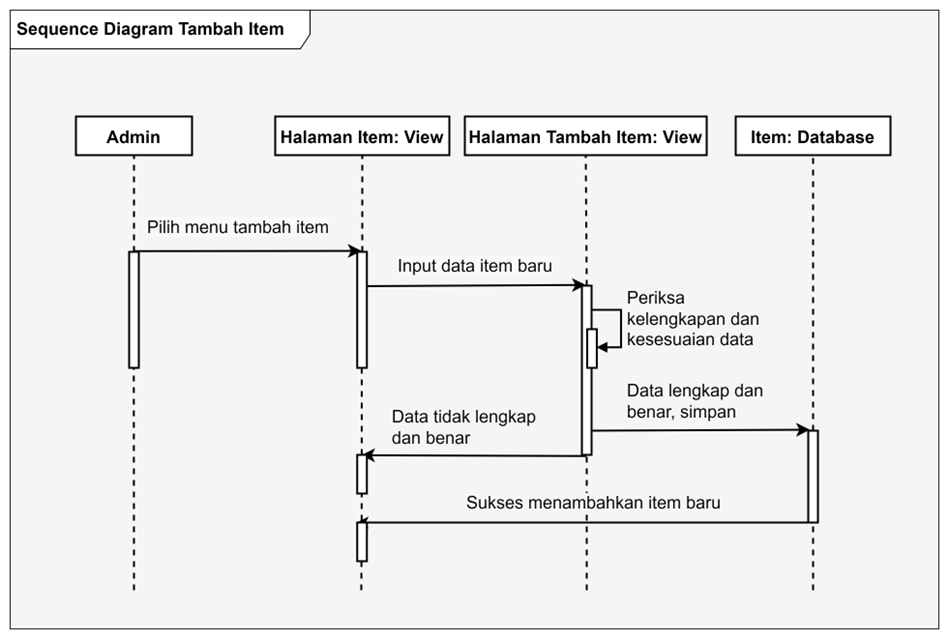 Sequence Diagram Tambah Item
Admin
Halaman Item: View
Halaman Tambah Item: View
Item: Database
Pilih menu tambah item
Input data item baru
Periksa
kelengkapan dan
kesesuaian data
Data lengkap dan
benar, simpan
Data tidak lengkap
dan benar
Sukses menambahkan item baru